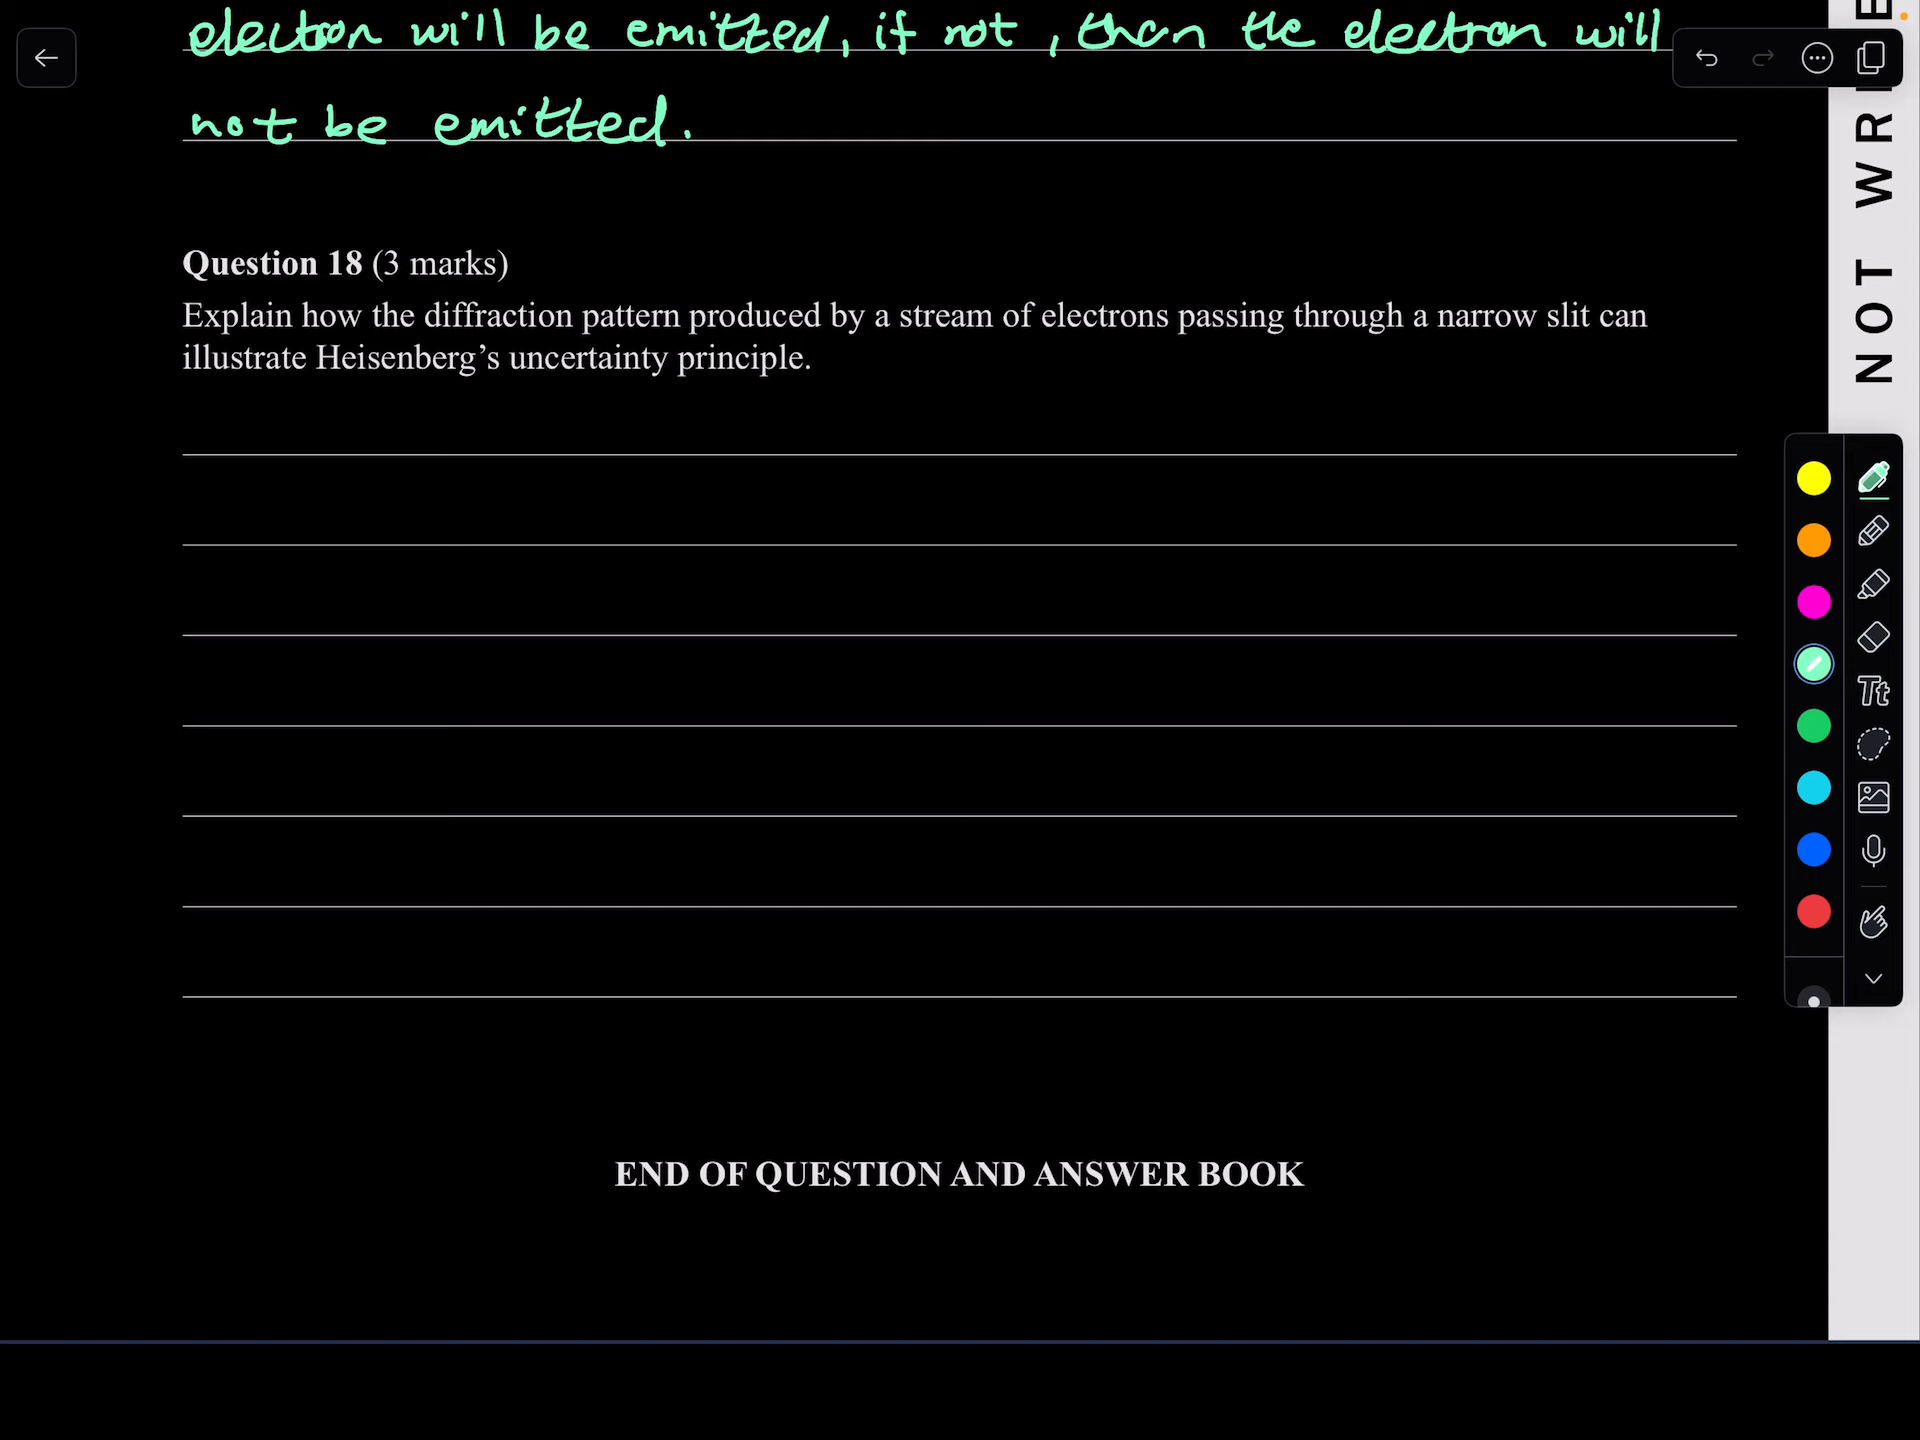 electron will be emitted, if not, then the electron will
not be emitted.
Question 18 (3 marks)
Explain how the diffraction pattern produced by a stream of electrons passing through a narrow slit can
illustrate Heisenberg’s uncertainty principle.
END OF QUESTION AND ANSWER BOOK
NOT WRI E
Tt